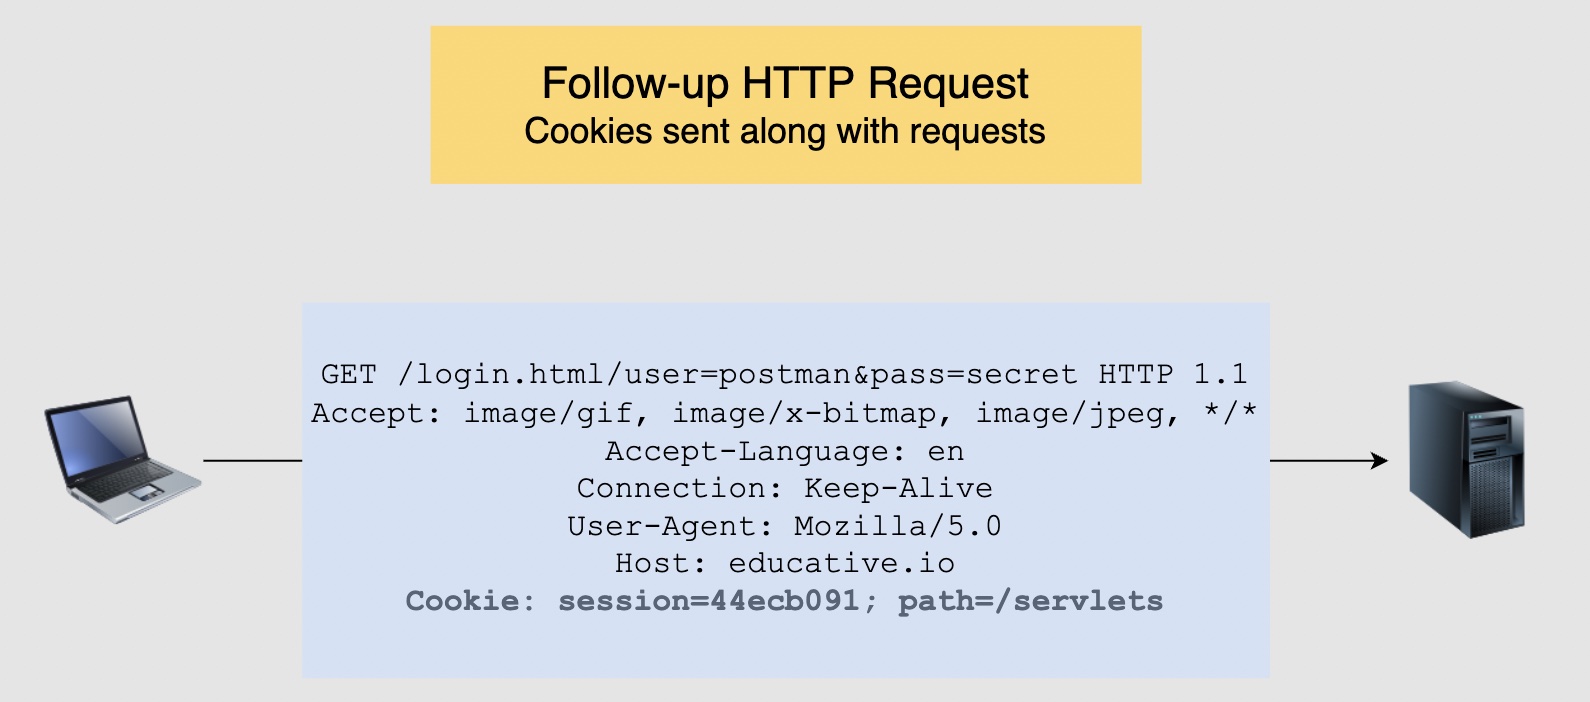 Follow-up HTTP Request
Cookies sent along with requests
GET /login.html/user=postman&pass=secret HTTP 1.1
Accept: image/gif, image/x-bitmap, image/jpeg, */*
Accept-Language: en
Connection: Keep-Alive
User-Agent: Mozilla/5.0
Host: educative.io
Cookie: session=44ecb091; path=/servlets